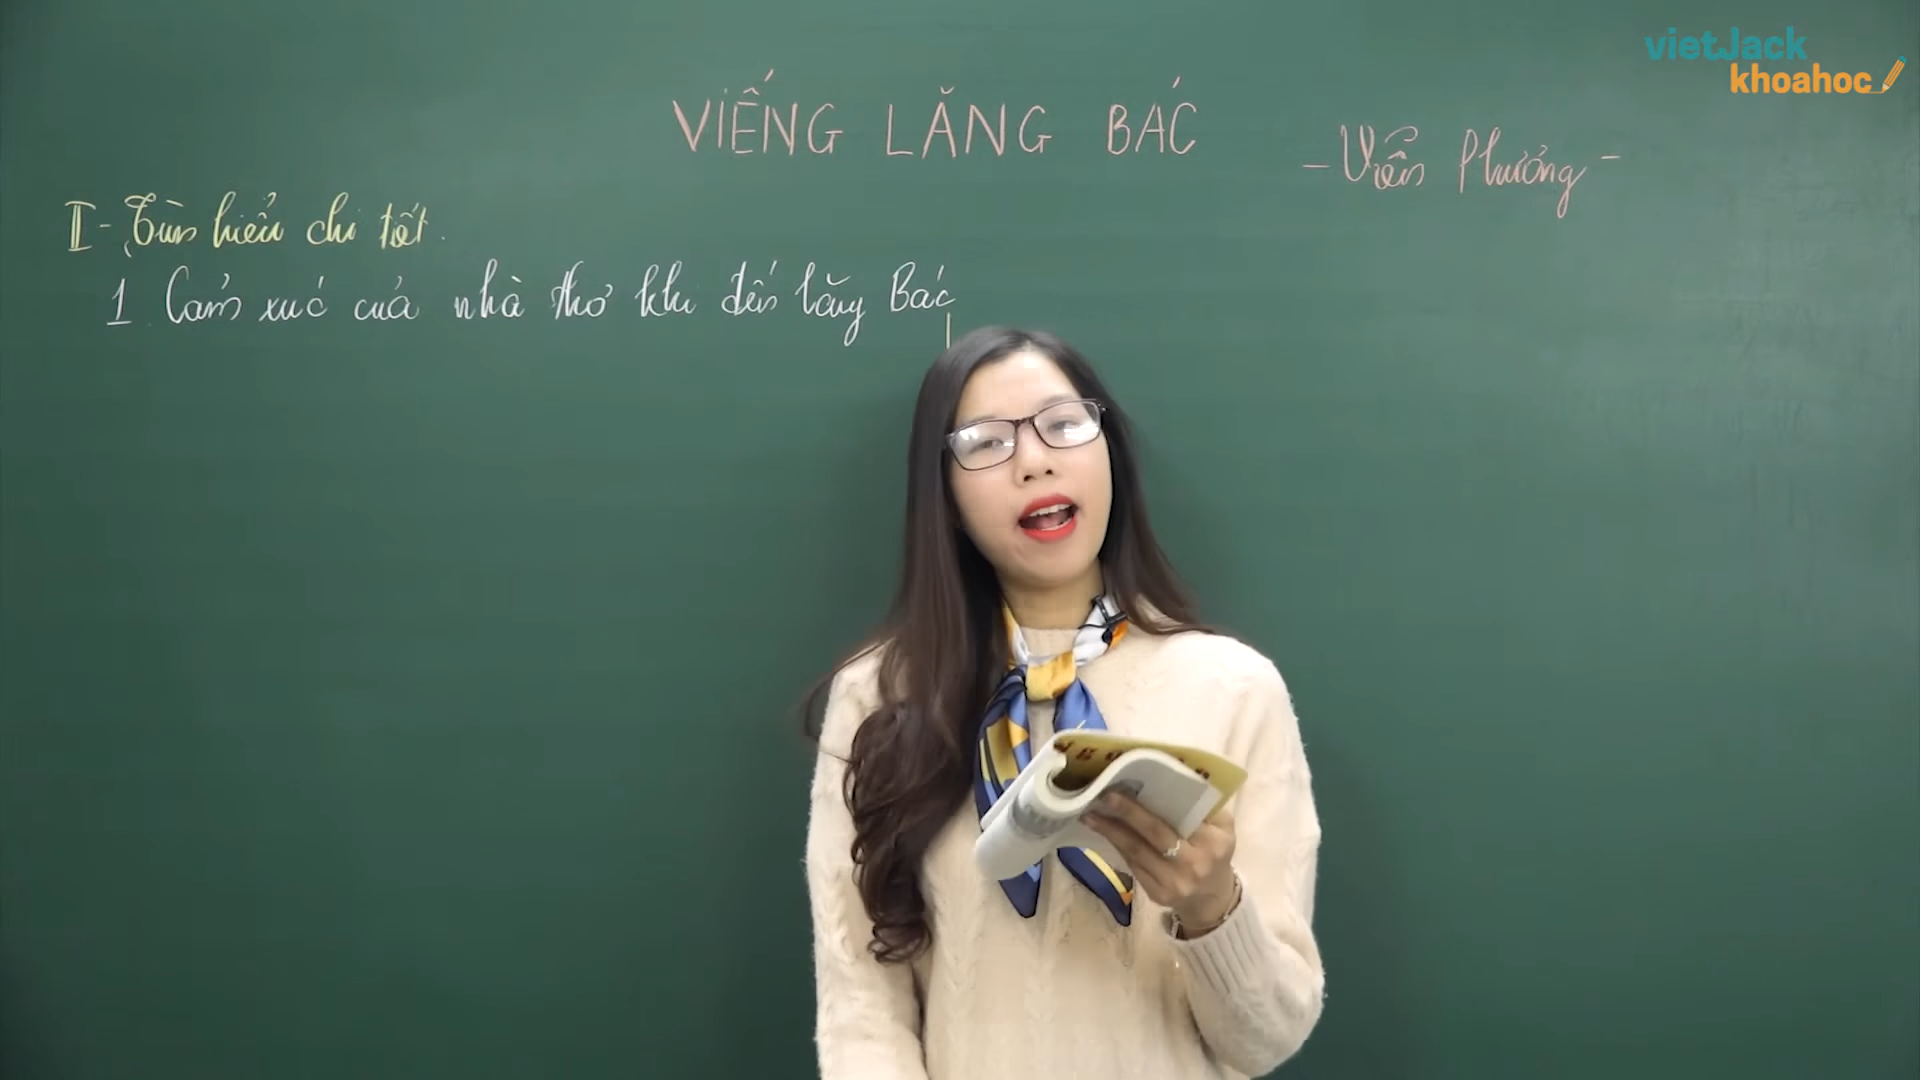 vietJack
khoahoc
VIẾNG LĂNG BÁC
- Viễn Phương -
II - Tìm hiểu chi tiết.
1. Cảm xúc của nhà thơ khi đến lăng Bác